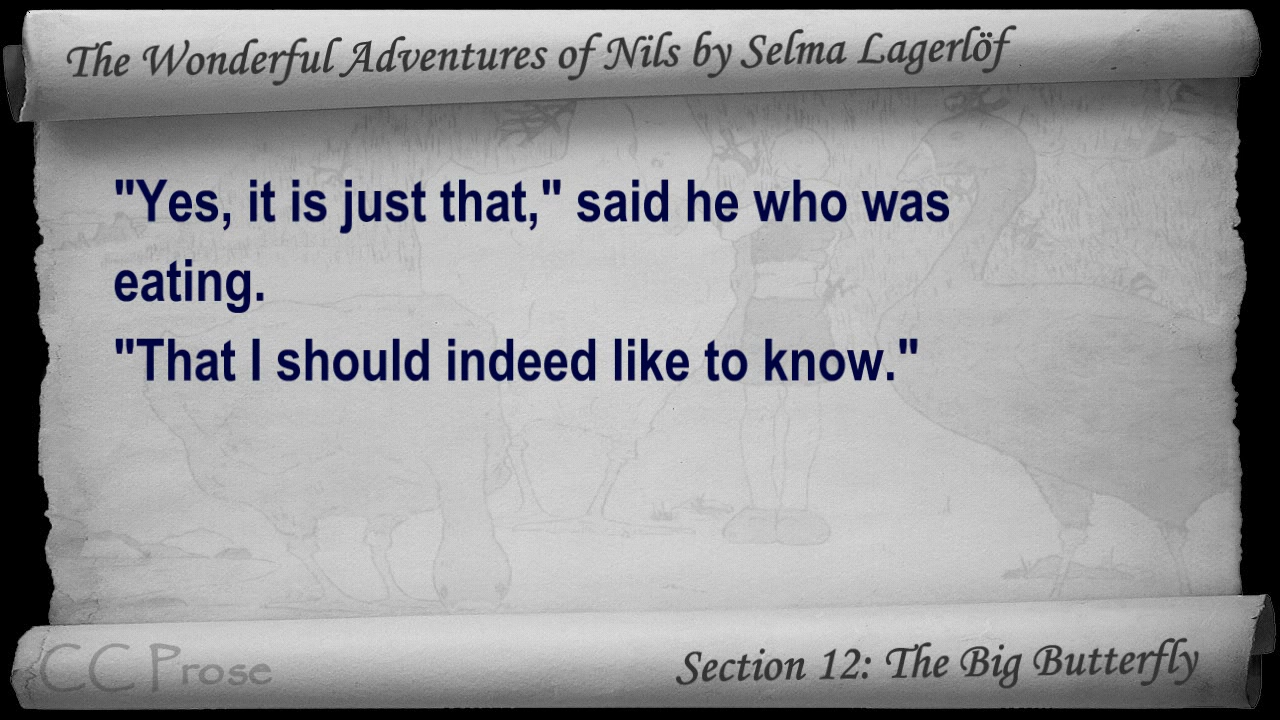 The Wonderful Adventures of Nils by Selma Lagerlöf
"Yes, it is just that," said he who was
eating.
"That I should indeed like to know."
CC Prose
Section 12: The Big Butterfly